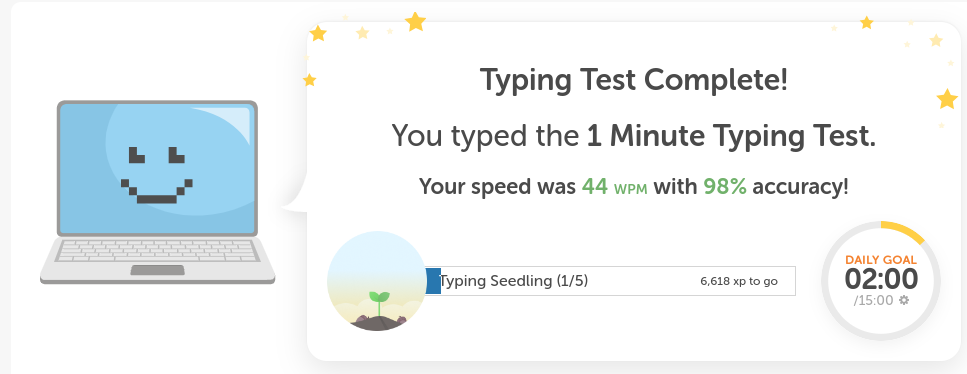 Typing Test Complete!
You typed the 1 Minute Typing Test.
Your speed was 44 WPM with 98% accuracy!
Typing Seedling (1/5) 6,618 xp to go
DAILY GOAL
02:00
/15:00